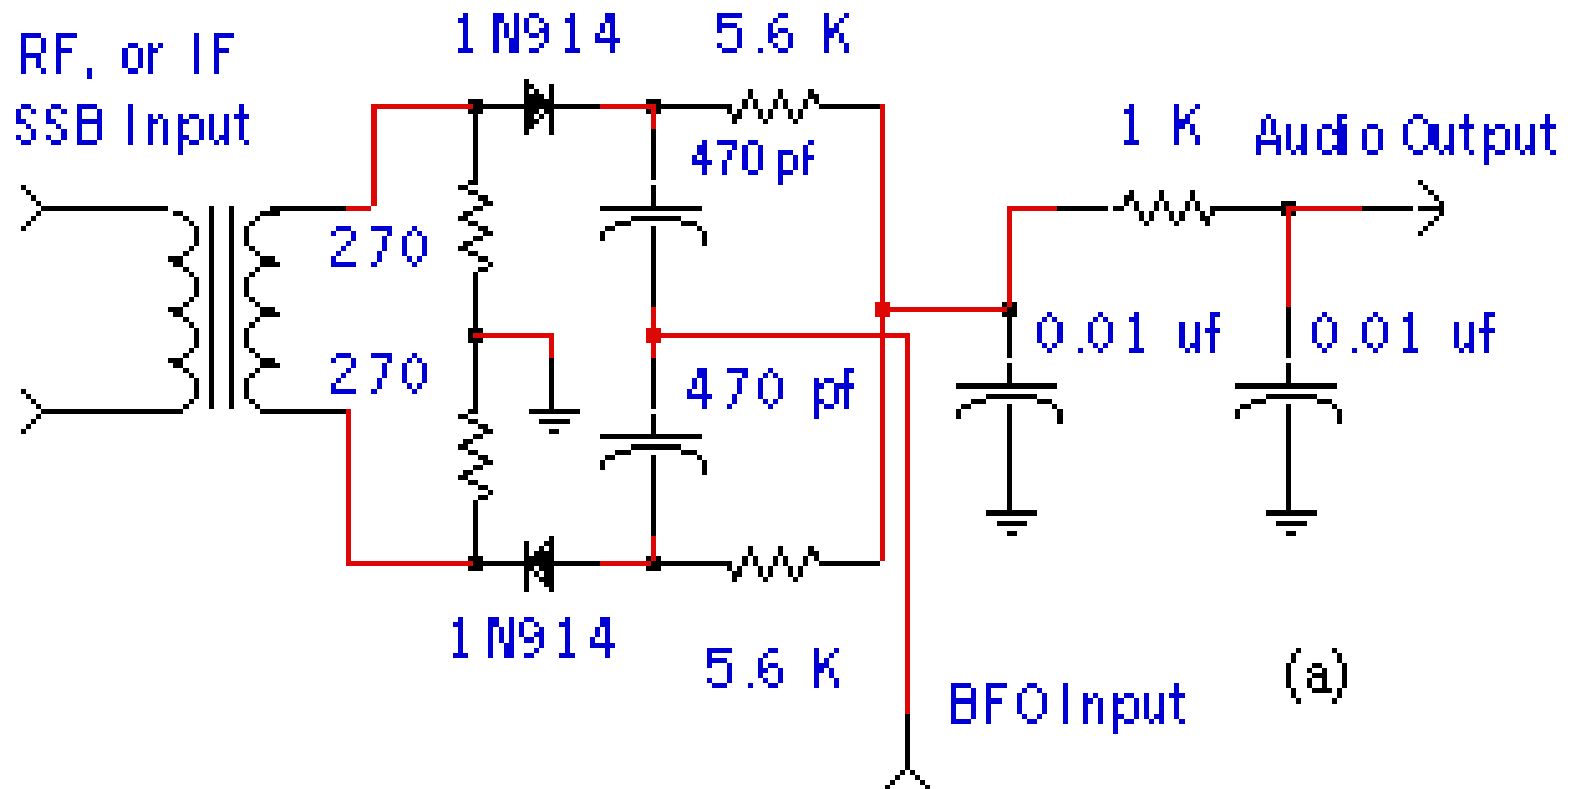 RF, or IF
SSB Input
1N914
5.6 K
470 pf
1 K
Audio Output
270
270
470 pf
0.01 uf
0.01 uf
1N914
5.6 K
BFO Input
(a)